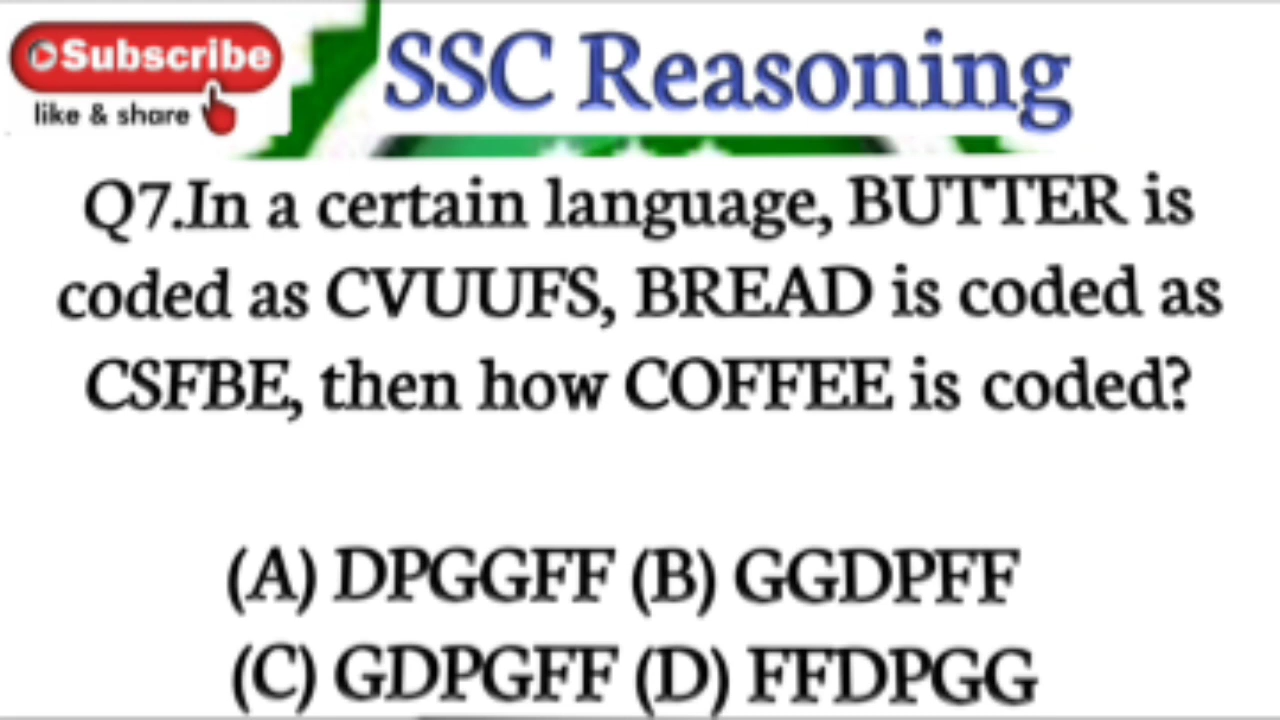 Subscribe
like & share
SSC Reasoning
Q7.In a certain language, BUTTER is
coded as CVUUFS, BREAD is coded as
CSFBE, then how COFFEE is coded?
(A) DPGGFF (B) GGDPFF
(C) GDPGFF (D) FFDPGG